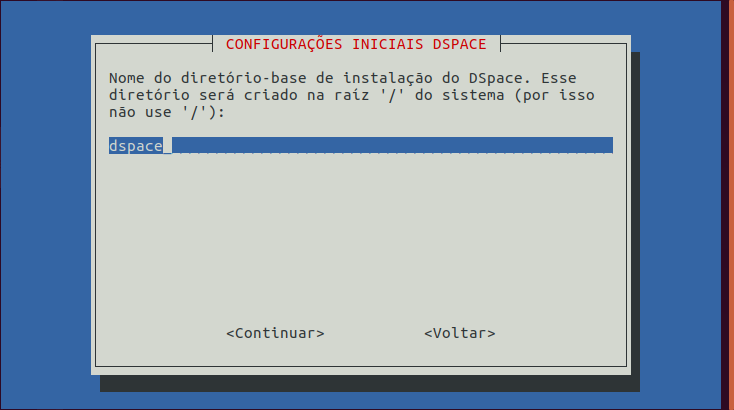 CONFIGURAÇÕES INICIAIS DSPACE
Nome do diretório-base de instalação do DSpace. Esse
diretório será criado na raíz '/' do sistema (por isso
não use '/'):
dspace
<Continuar> <Voltar>